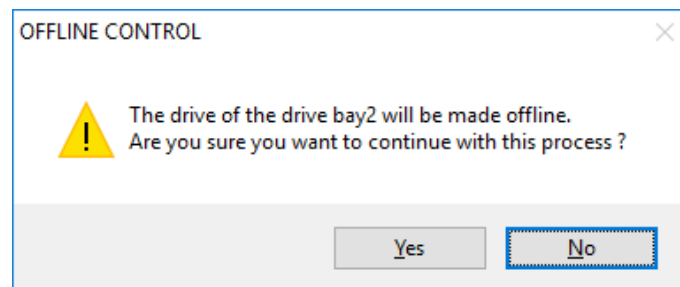 OFFLINE CONTROL
The drive of the drive bay2 will be made offline.
Are you sure you want to continue with this process ?
Yes
No